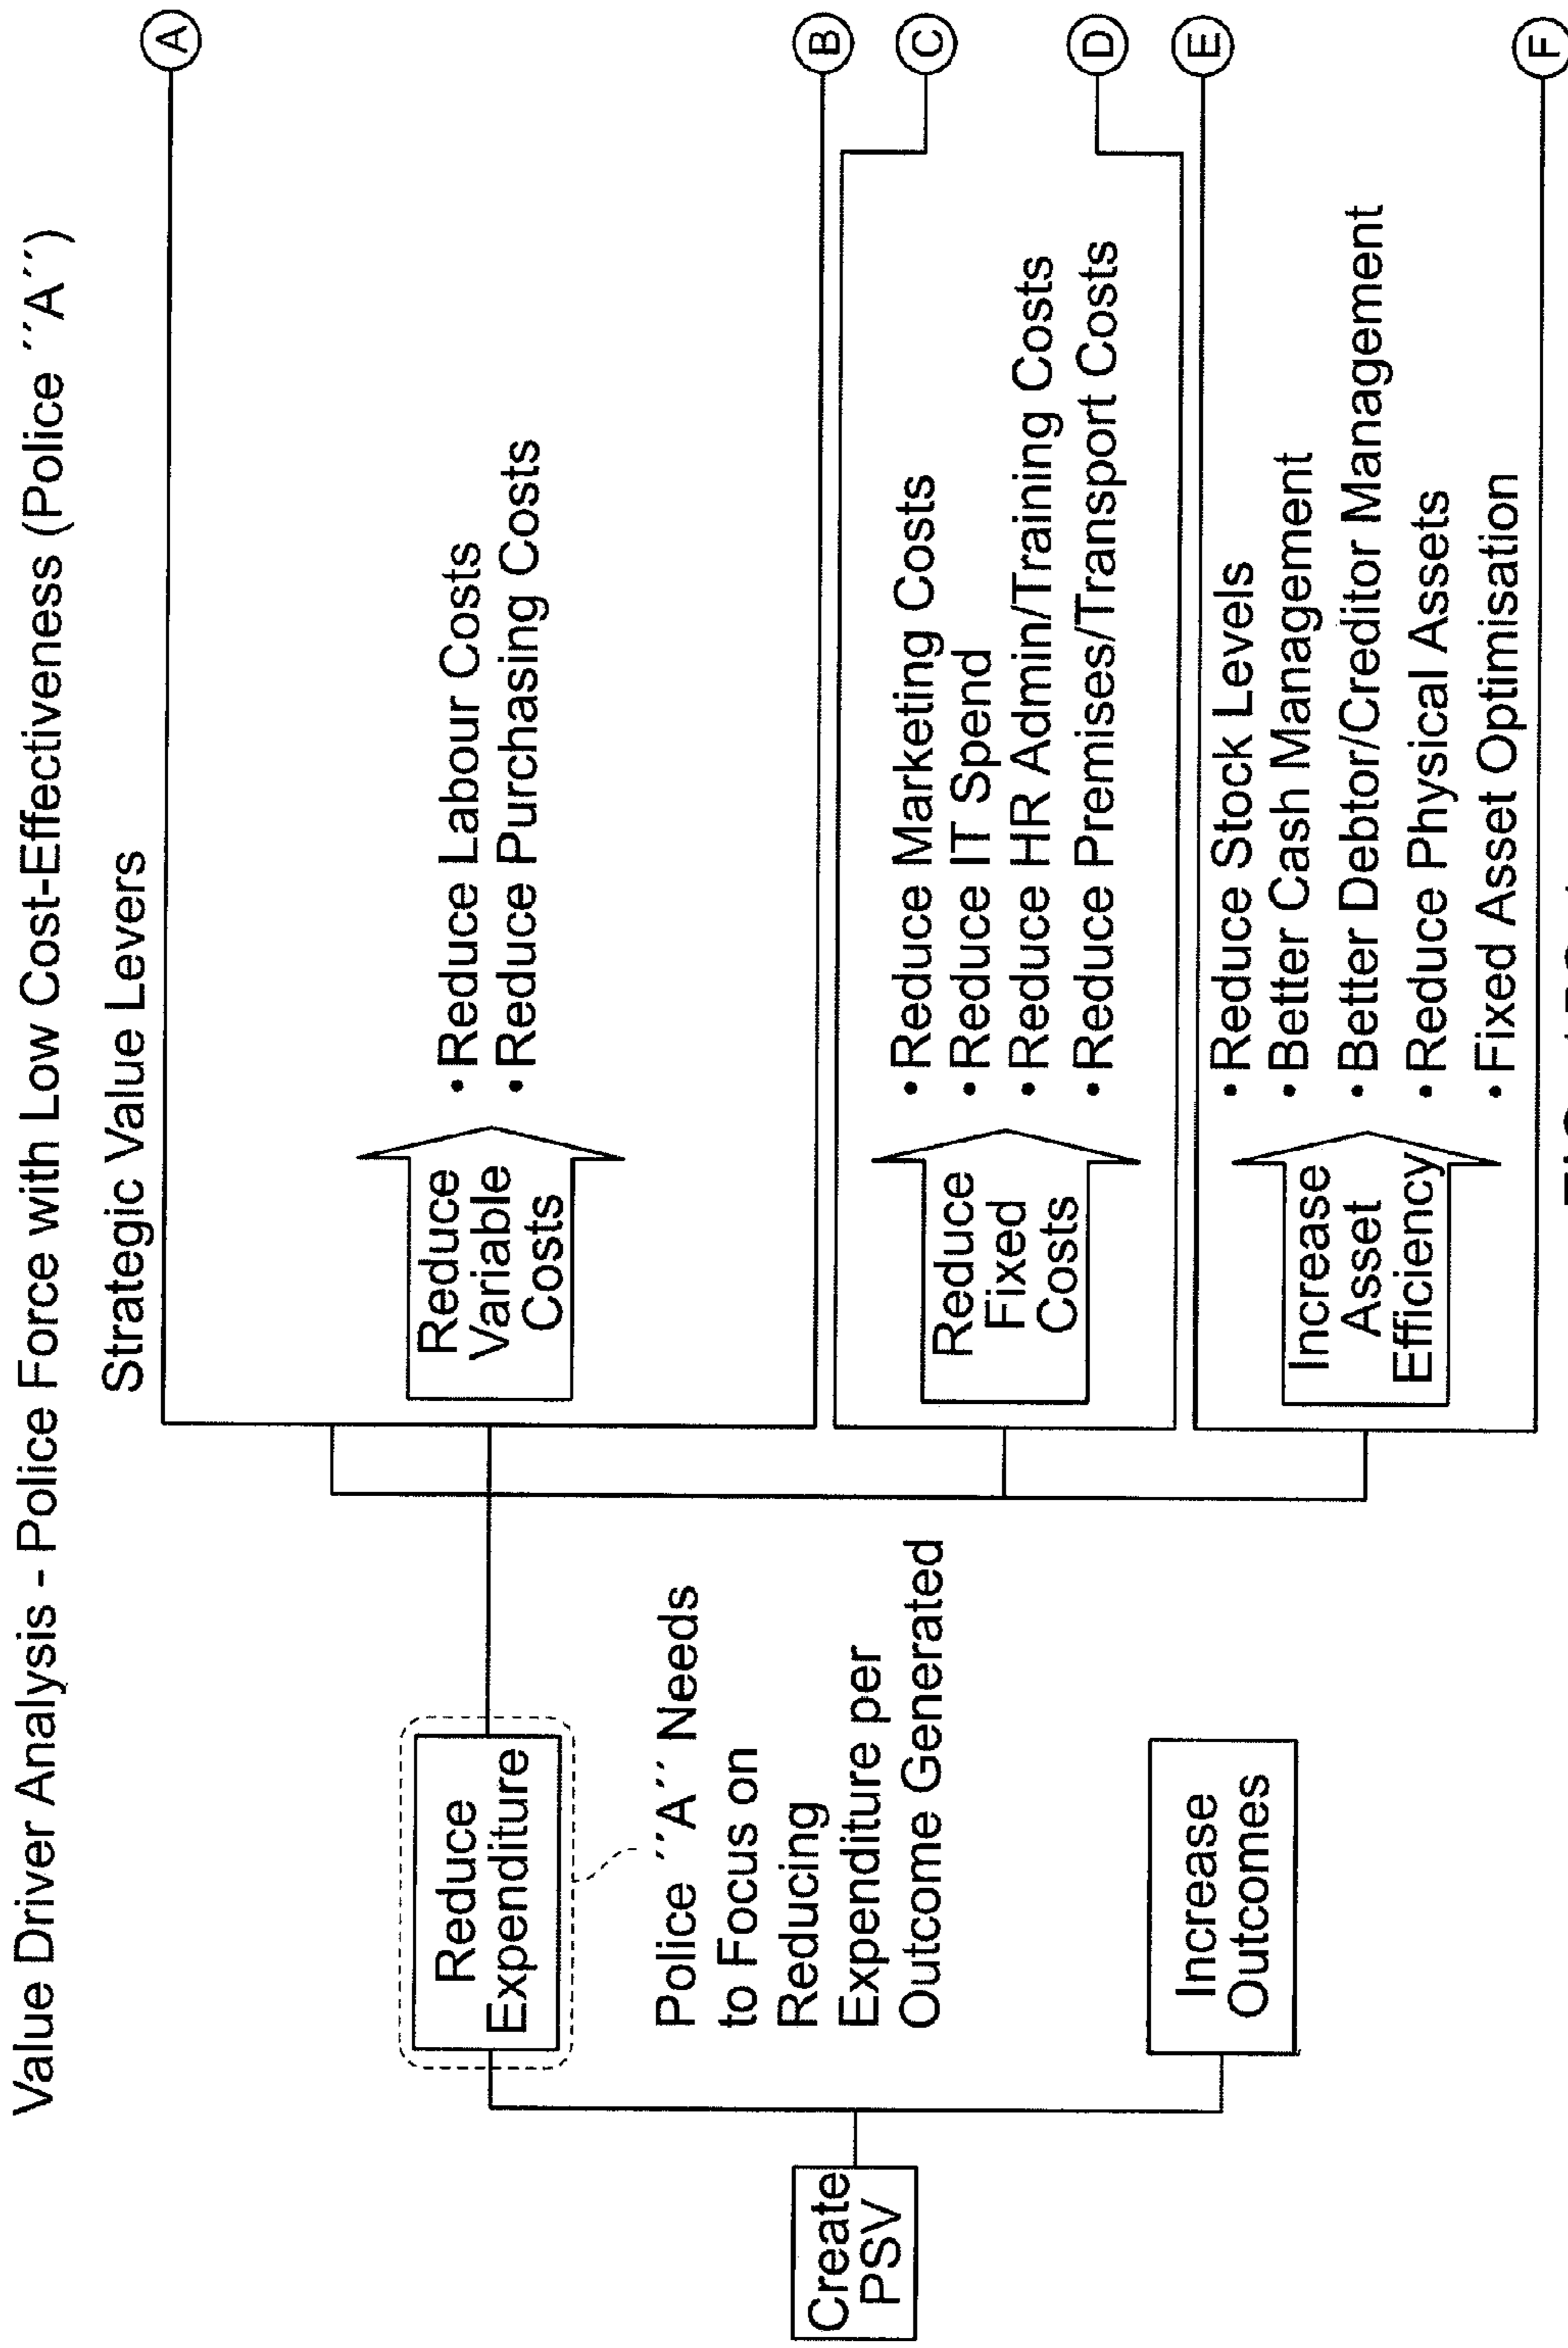 Value Driver Analysis - Police Force with Low Cost-Effectiveness (Police ´´A´´)
Strategic Value Levers
A
Reduce
Variable
Costs
• Reduce Labour Costs
• Reduce Purchasing Costs
B
C
Reduce
Fixed
Costs
• Reduce Marketing Costs
• Reduce IT Spend
• Reduce HR Admin/Training Costs
• Reduce Premises/Transport Costs
D
E
Increase
Asset
Efficiency
• Reduce Stock Levels
• Better Cash Management
• Better Debtor/Creditor Management
• Reduce Physical Assets
• Fixed Asset Optimisation
F
Reduce
Expenditure
Police ´´A´´ Needs
to Focus on
Reducing
Expenditure per
Outcome Generated
Create
PSV
Increase
Outcomes